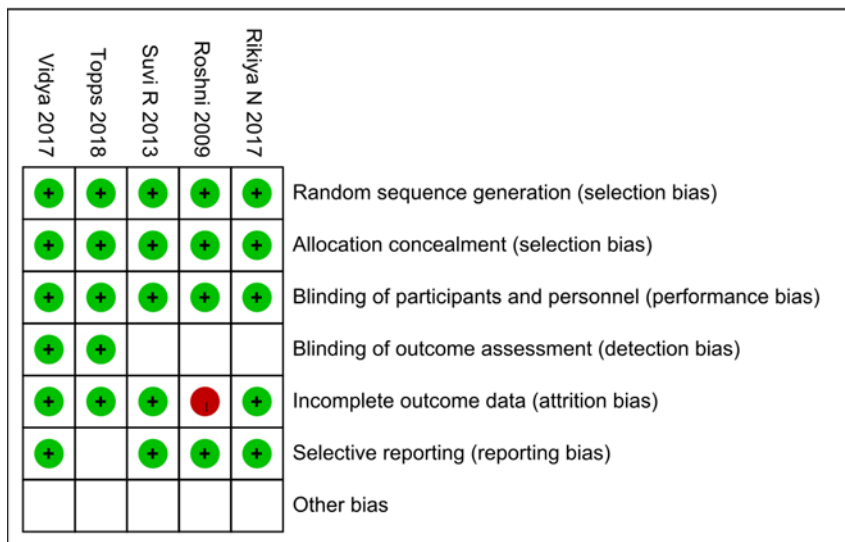 Vidya 2017
Topps 2018
Suvi R 2013
Roshni 2009
Rikiya N 2017
+ + + + + Random sequence generation (selection bias)
+ + + + + Allocation concealment (selection bias)
+ + + + + Blinding of participants and personnel (performance bias)
+ + Blinding of outcome assessment (detection bias)
+ + + + Incomplete outcome data (attrition bias)
+ + + + Selective reporting (reporting bias)
Other bias